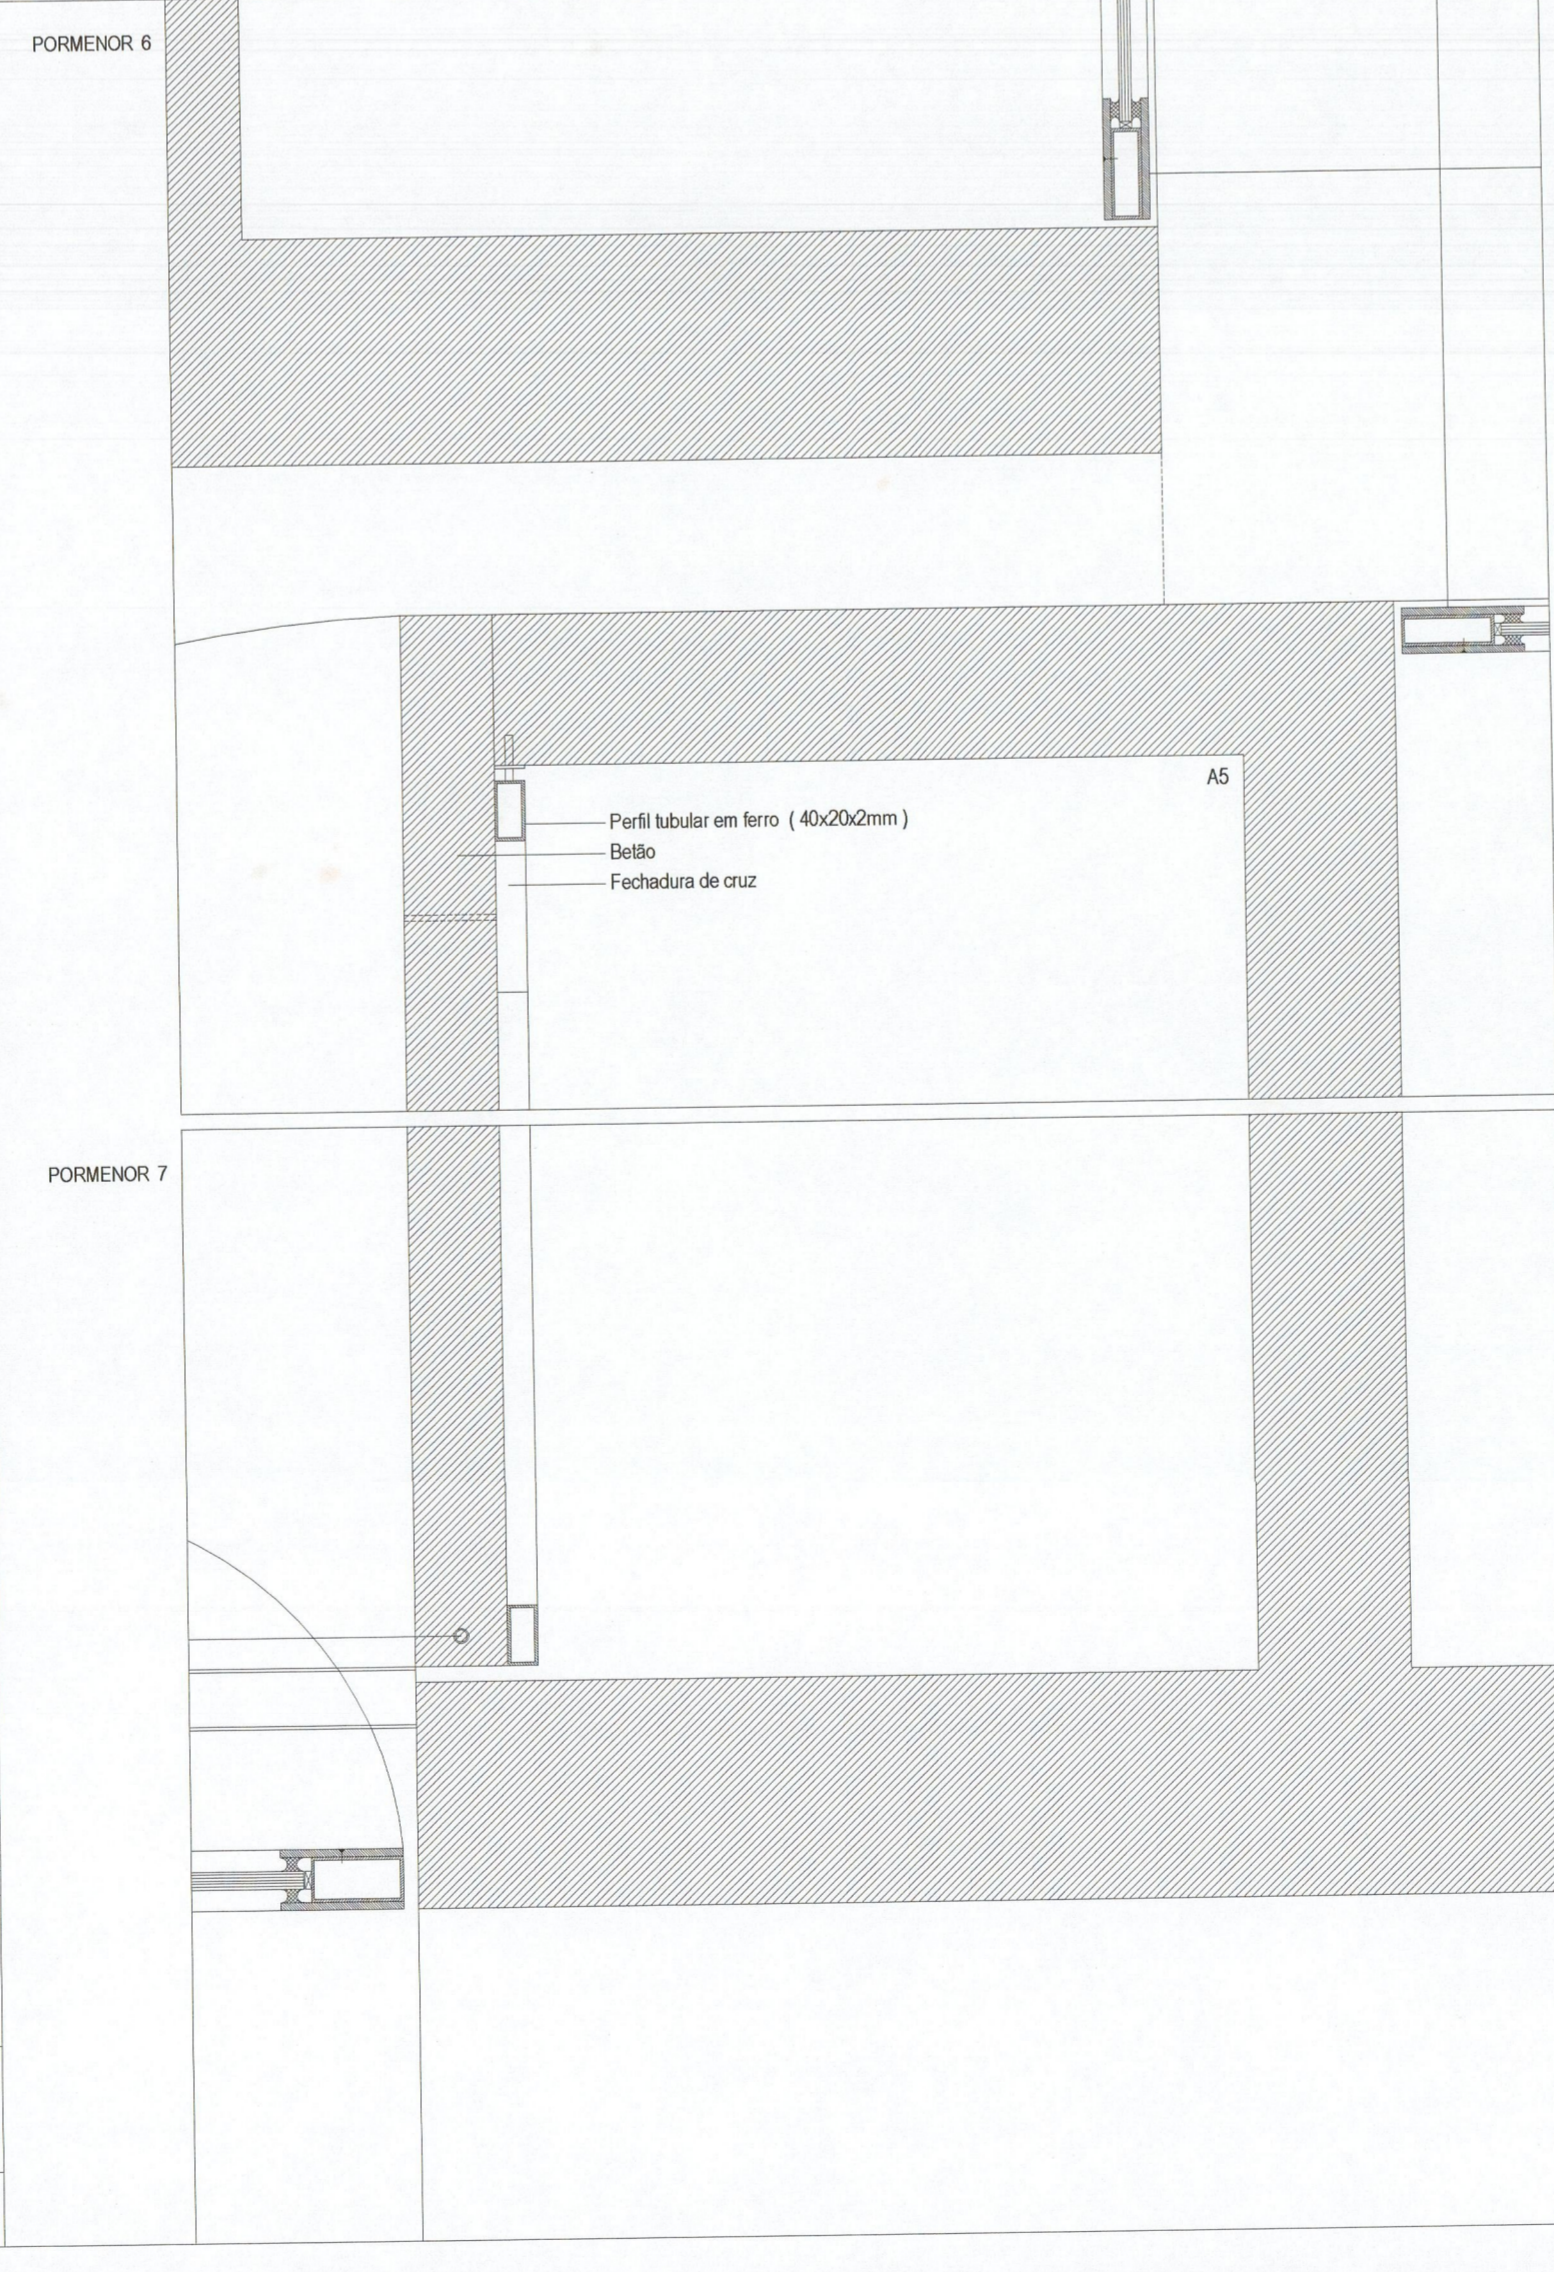 PORMENOR 6
A5
Perfil tubular em ferro ( 40x20x2mm )
Betão
Fechadura de cruz
PORMENOR 7